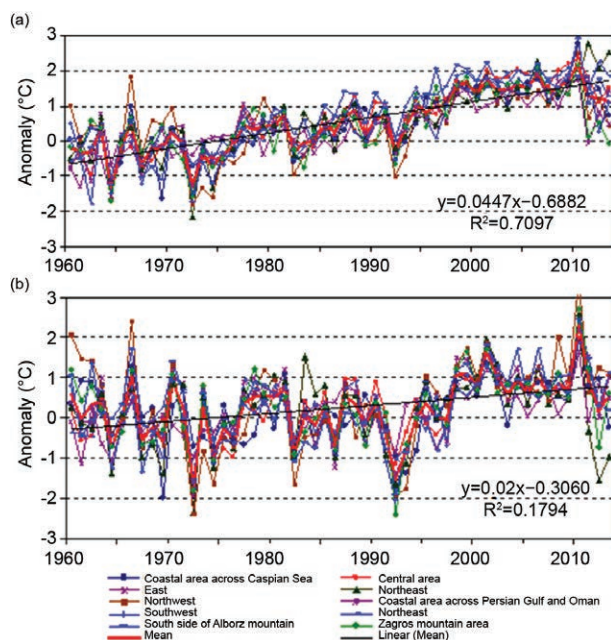 (a)
3
2
1
0
-1
-2
-3
Anomaly (°C)
y=0.0447x−0.6882
R²=0.7097
1960 1970 1980 1990 2000 2010
(b)
3
2
1
0
-1
-2
-3
Anomaly (°C)
y=0.02x−0.3060
R²=0.1794
1960 1970 1980 1990 2000 2010
Coastal area across Caspian Sea Central area
East Northeast
Northwest Coastal area across Persian Gulf and Oman
Southwest Northeast
South side of Alborz mountain Zagros mountain area
Mean Linear (Mean)